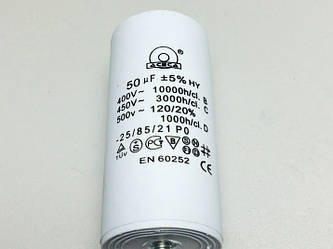 50 µF ±5% HY
400V~ 10000h/cl. B
450V~ 3000h/cl. C
500v~ 120/20%
1000h/cl. D
-25/85/21 P0
TÜV
EN 60252